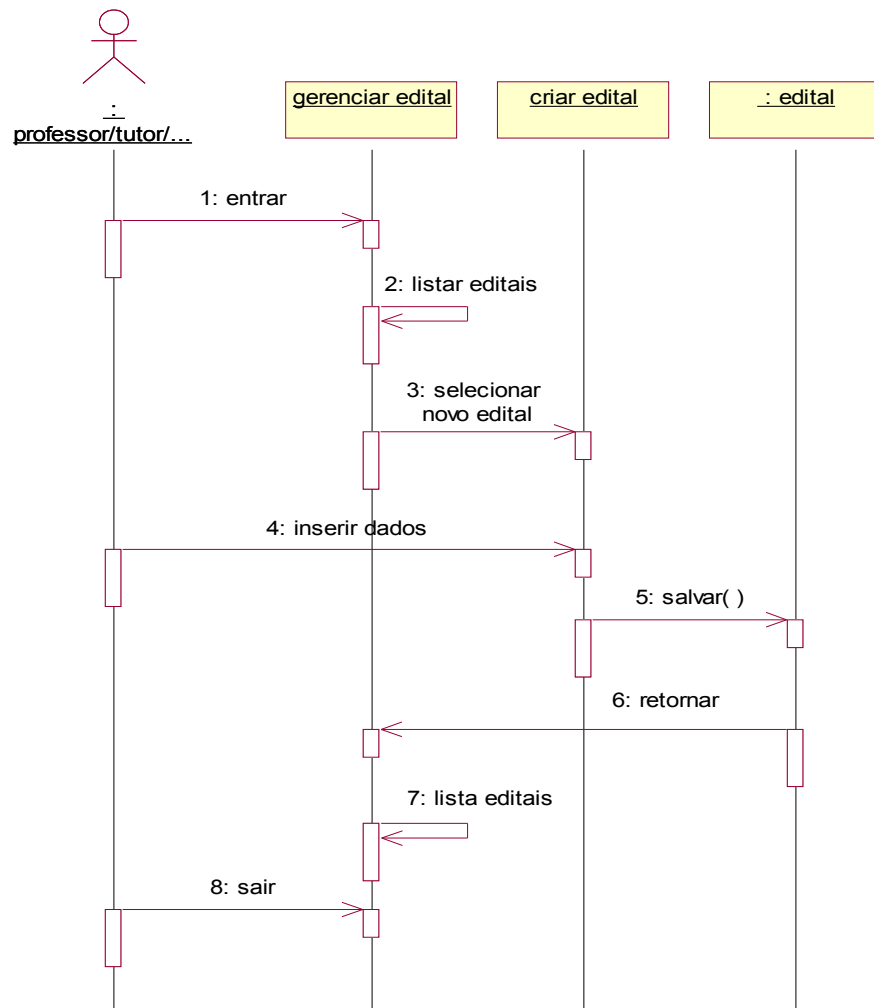 :
professor/tutor/...
gerenciar edital
criar edital
: edital
1: entrar
2: listar editais
3: selecionar
novo edital
4: inserir dados
5: salvar( )
6: retornar
7: lista editais
8: sair